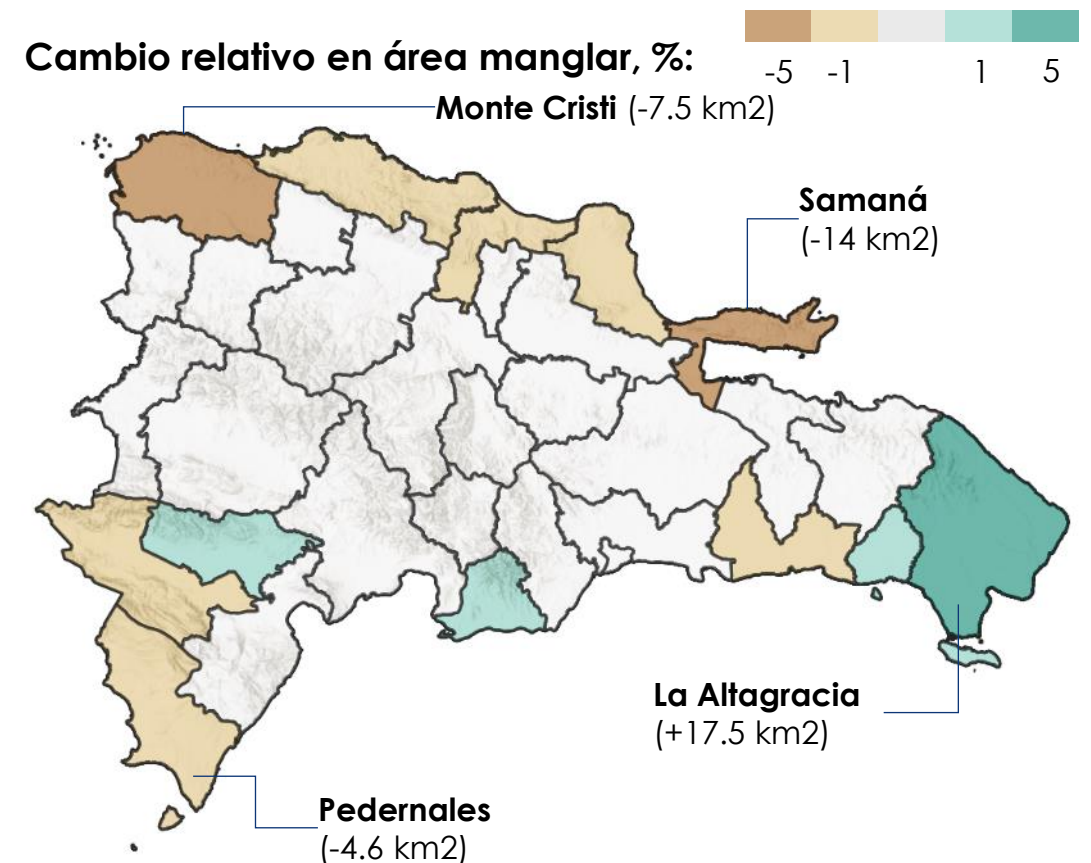 Cambio relativo en área manglar, %:
-5 -1 1 5
Monte Cristi (-7.5 km2)
Samaná
(-14 km2)
La Altagracia
(+17.5 km2)
Pedernales
(-4.6 km2)